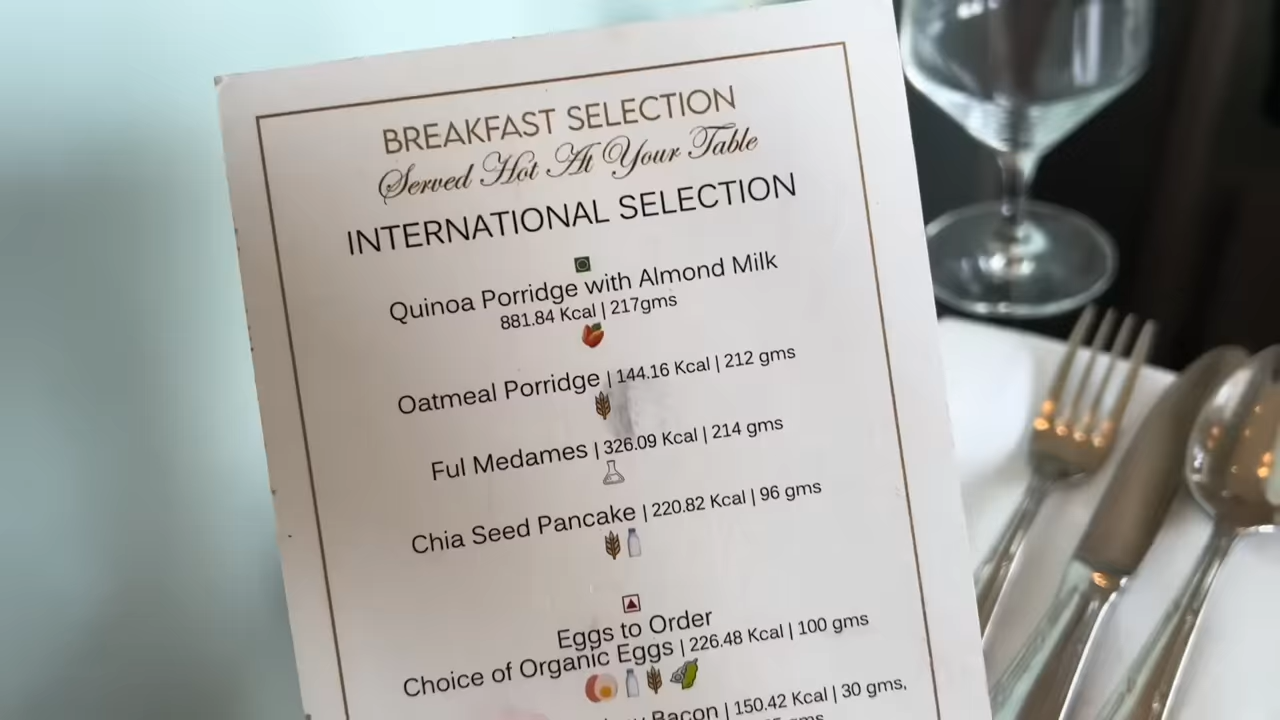 BREAKFAST SELECTION
Served Hot At Your Table
INTERNATIONAL SELECTION
Quinoa Porridge with Almond Milk
881.84 Kcal | 217gms
Oatmeal Porridge | 144.16 Kcal | 212 gms
Ful Medames | 326.09 Kcal | 214 gms
Chia Seed Pancake | 220.82 Kcal | 96 gms
Eggs to Order
Choice of Organic Eggs | 226.48 Kcal | 100 gms
Bacon | 150.42 Kcal | 30 gms,
gms